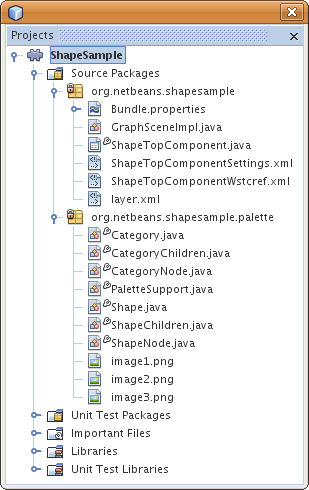 Projects
ShapeSample
Source Packages
org.netbeans.shapesample
Bundle.properties
GraphSceneImpl.java
ShapeTopComponent.java
ShapeTopComponentSettings.xml
ShapeTopComponentWstcref.xml
layer.xml
org.netbeans.shapesample.palette
Category.java
CategoryChildren.java
CategoryNode.java
PaletteSupport.java
Shape.java
ShapeChildren.java
ShapeNode.java
image1.png
image2.png
image3.png
Unit Test Packages
Important Files
Libraries
Unit Test Libraries